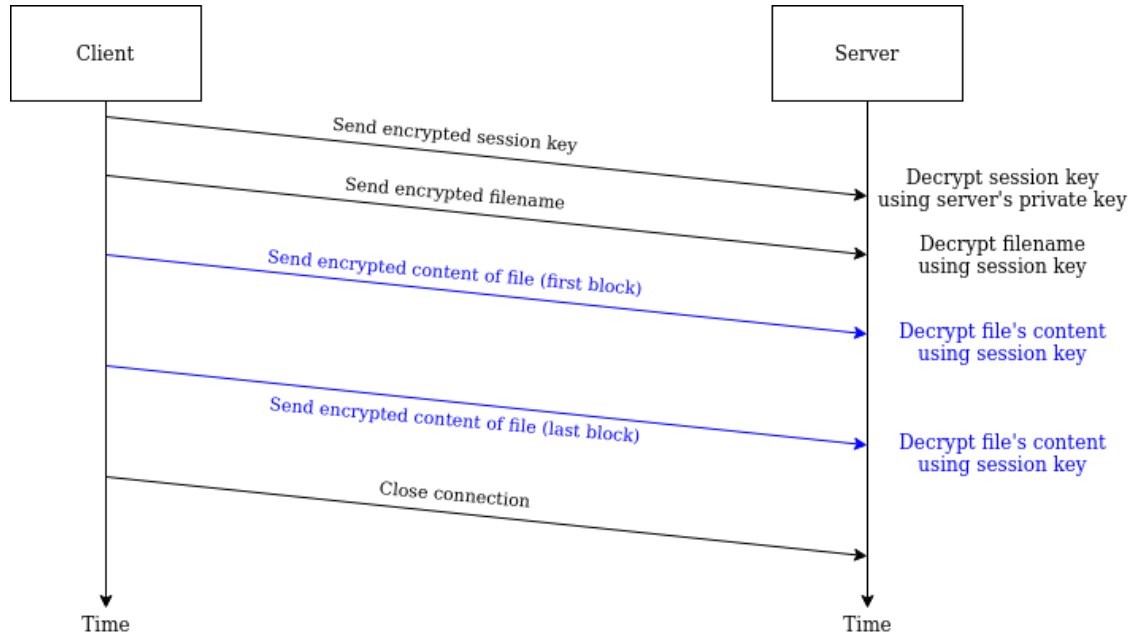 Client
Server
Send encrypted session key
Decrypt session key
using server's private key
Send encrypted filename
Decrypt filename
using session key
Send encrypted content of file (first block)
Decrypt file's content
using session key
Send encrypted content of file (last block)
Decrypt file's content
using session key
Close connection
Time
Time